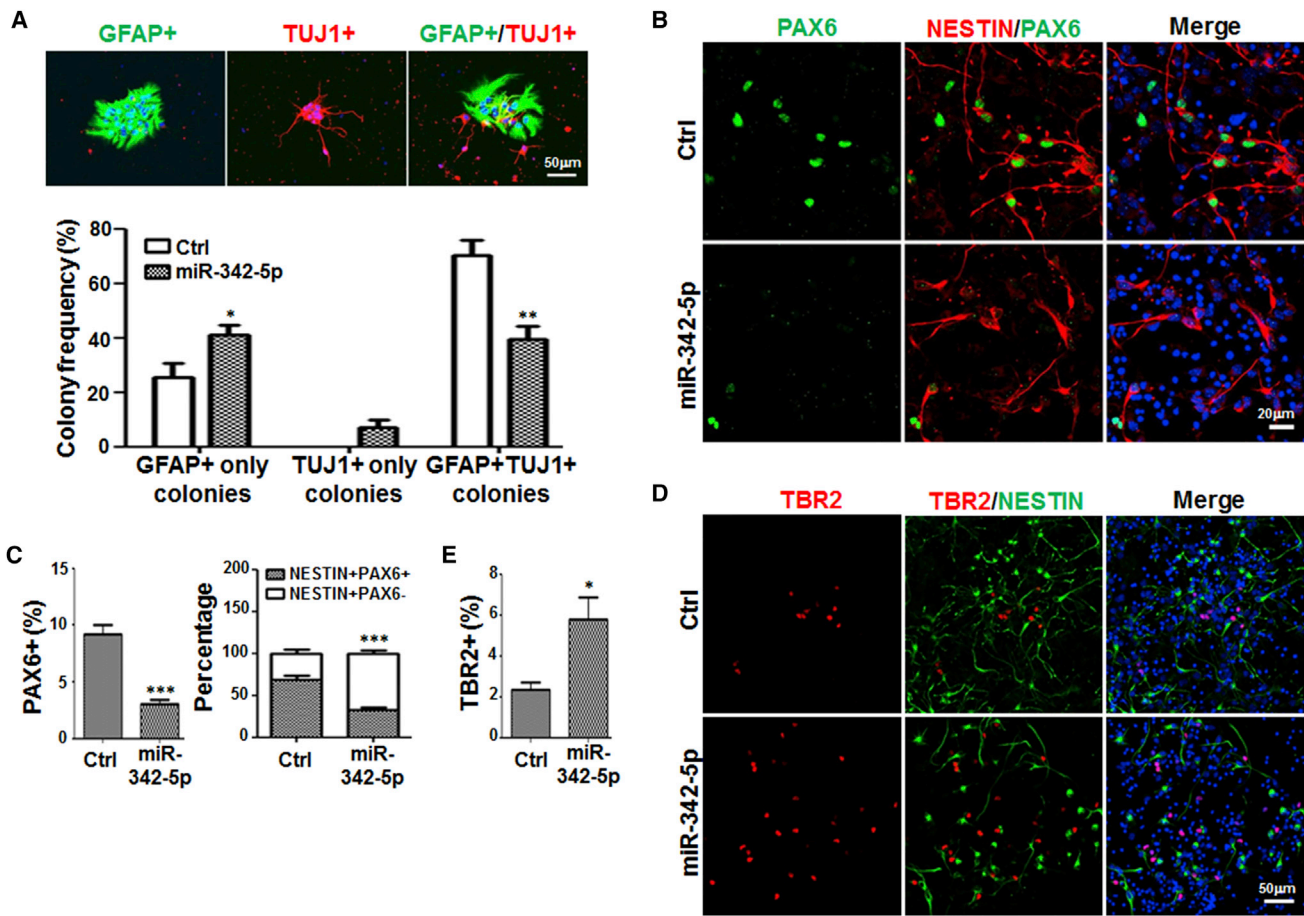 A
GFAP+ TUJ1+ GFAP+/TUJ1+
50µm
Colony frequency (%)
80
60
40
20
0
Ctrl
miR-342-5p
*
**
GFAP+ only colonies
TUJ1+ only colonies
GFAP+TUJ1+ colonies
B
PAX6 NESTIN/PAX6 Merge
Ctrl
miR-342-5p
20µm
C
PAX6+ (%)
15
10
5
0
***
Ctrl miR-342-5p
Percentage
200
150
100
50
0
NESTIN+PAX6+
NESTIN+PAX6-
***
Ctrl miR-342-5p
E
TBR2+ (%)
8
6
4
2
0
*
Ctrl miR-342-5p
D
TBR2 TBR2/NESTIN Merge
Ctrl
miR-342-5p
50µm